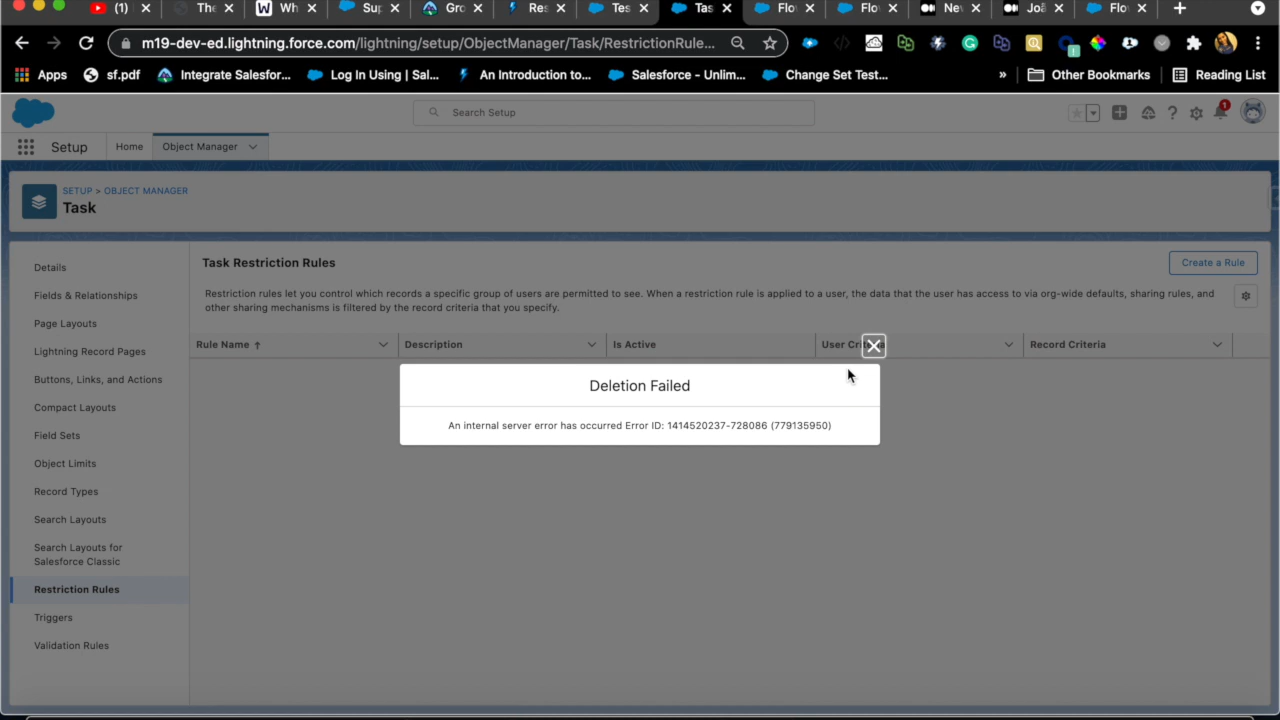 (1)
The
Wh
Sup
Gro
Res
Tes
Tas
Flov
Flov
Nev
Joã
Flov
m19-dev-ed.lightning.force.com/lightning/setup/ObjectManager/Task/RestrictionRule...
Apps
sf.pdf
Integrate Salesfor...
Log In Using | Sal...
An Introduction to...
Salesforce - Unlim...
Change Set Test...
»
Other Bookmarks
Reading List
Search Setup
1
Setup
Home
Object Manager
SETUP > OBJECT MANAGER
Task
Details
Fields & Relationships
Page Layouts
Lightning Record Pages
Buttons, Links, and Actions
Compact Layouts
Field Sets
Object Limits
Record Types
Search Layouts
Search Layouts for
Salesforce Classic
Restriction Rules
Triggers
Validation Rules
Task Restriction Rules
Create a Rule
Restriction rules let you control which records a specific group of users are permitted to see. When a restriction rule is applied to a user, the data that the user has access to via org-wide defaults, sharing rules, and
other sharing mechanisms is filtered by the record criteria that you specify.
Rule Name ↑
Description
Is Active
User Criteria
Record Criteria
Deletion Failed
An internal server error has occurred Error ID: 1414520237-728086 (779135950)